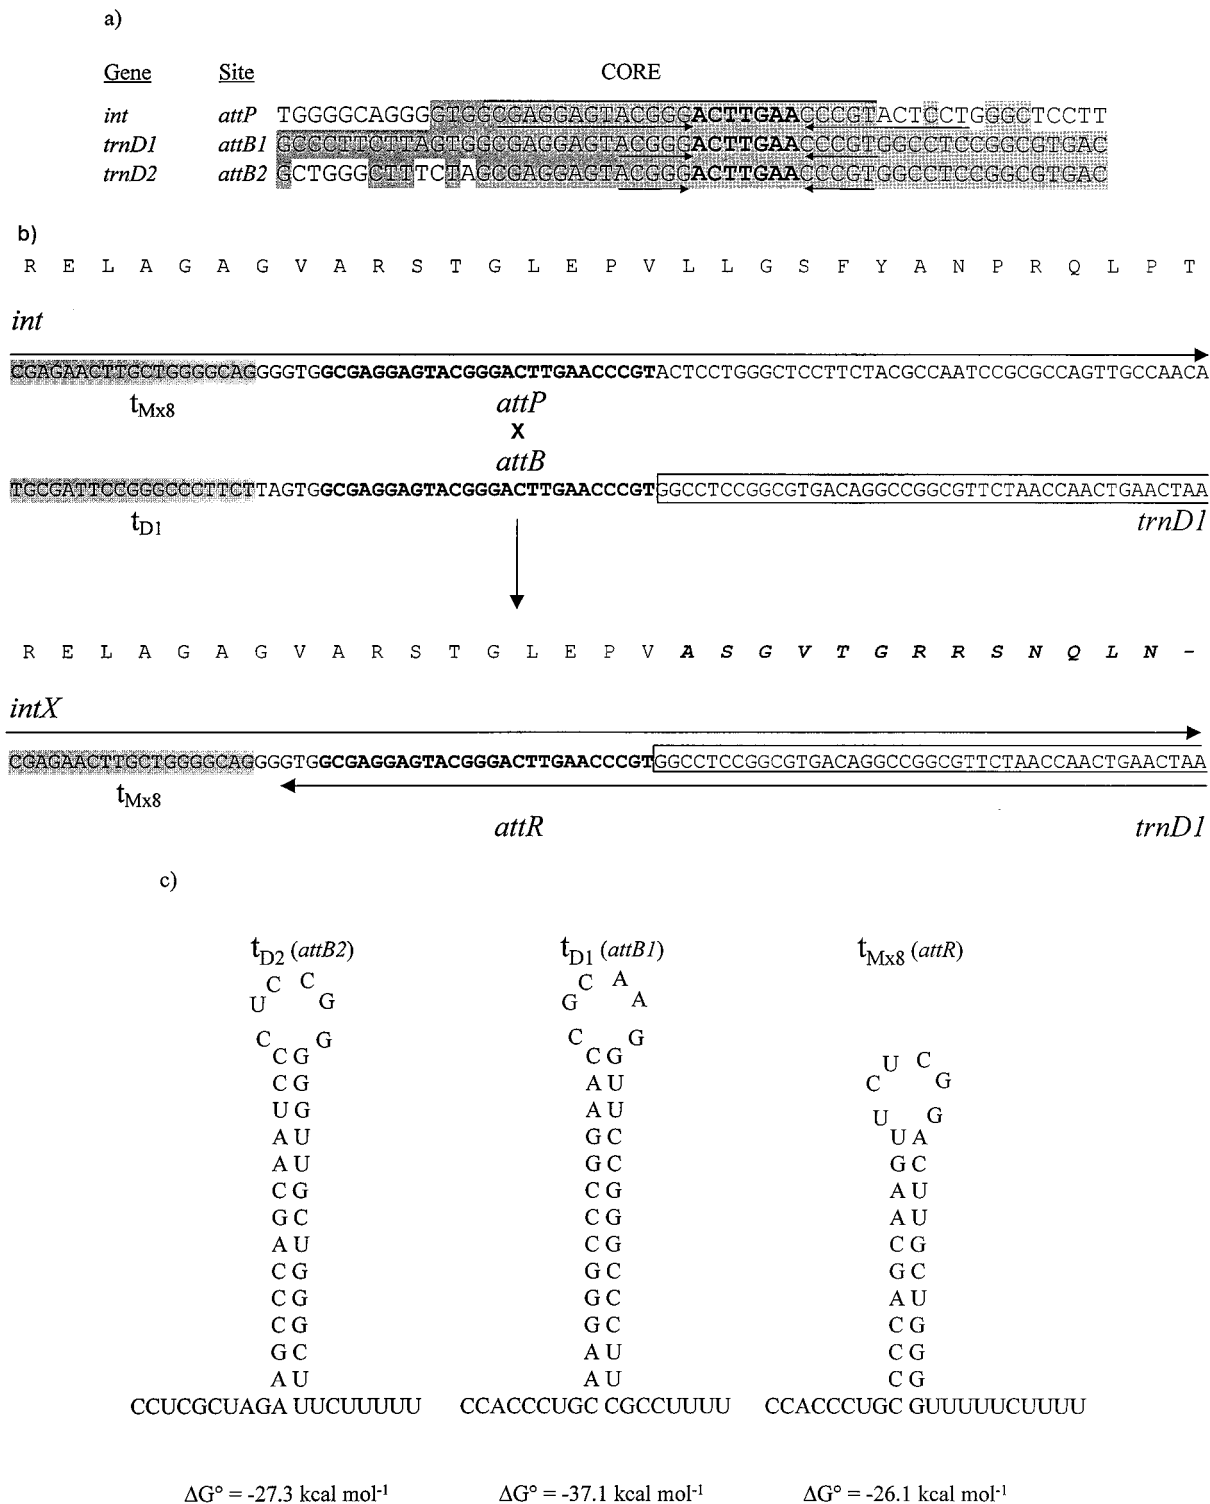 a)
Gene Site CORE
int attP TGGGGCAGGGGTGGCGAGGAGTACGGGACTTGAACCCGTACTCCTGGGCTCCTT
trnD1 attB1 GCGCTTCTTAGTGGCGAGGAGTACGGGACTTGAACCCGTGGCCTCCGGCGTGAC
trnD2 attB2 GCTGGGCTTTCTAGCGAGGAGTACGGGACTTGAACCCGTGGCCTCCGGCGTGAC
b)
R E L A G A G V A R S T G L E P V L L G S F Y A N P R Q L P T
int
CGAGAACTTGCTGGGGCAGGGGTGGCGAGGAGTACGGGACTTGAACCCGTACTCCTGGGCTCCTTCTACGCCAATCCGCGCCAGTTGCCAACA
tMx8 attP
X
attB
TGCGATTCCGGGCCCTTCTTAGTGGCGAGGAGTACGGGACTTGAACCCGTGGCCTCCGGCGTGACAGGCCGGCGTTCTAACCAACTGAACTAA
tD1 trnD1
R E L A G A G V A R S T G L E P V A S G V T G R R S N Q L N -
intX
CGAGAACTTGCTGGGGCAGGGGTGGCGAGGAGTACGGGACTTGAACCCGTGGCCTCCGGCGTGACAGGCCGGCGTTCTAACCAACTGAACTAA
tMx8 attR trnD1
c)
tD2 (attB2) tD1 (attB1) tMx8 (attR)
C C C A
U G G A
C G C G
C G C G U C
C G A U C G
U G A U U G
A U G C U A
A U G C G C
C G C G A U
G C C G A U
A U C G C G
C G G C G C
C G G C A U
C G G C C G
G C A U C G
A U A U C G
CCUCGCUAGA UUCUUUUU CCACCCUGC CGCCUUUU CCACCCUGC GUUUUUCUUUU
ΔG° = -27.3 kcal mol-1 ΔG° = -37.1 kcal mol-1 ΔG° = -26.1 kcal mol-1